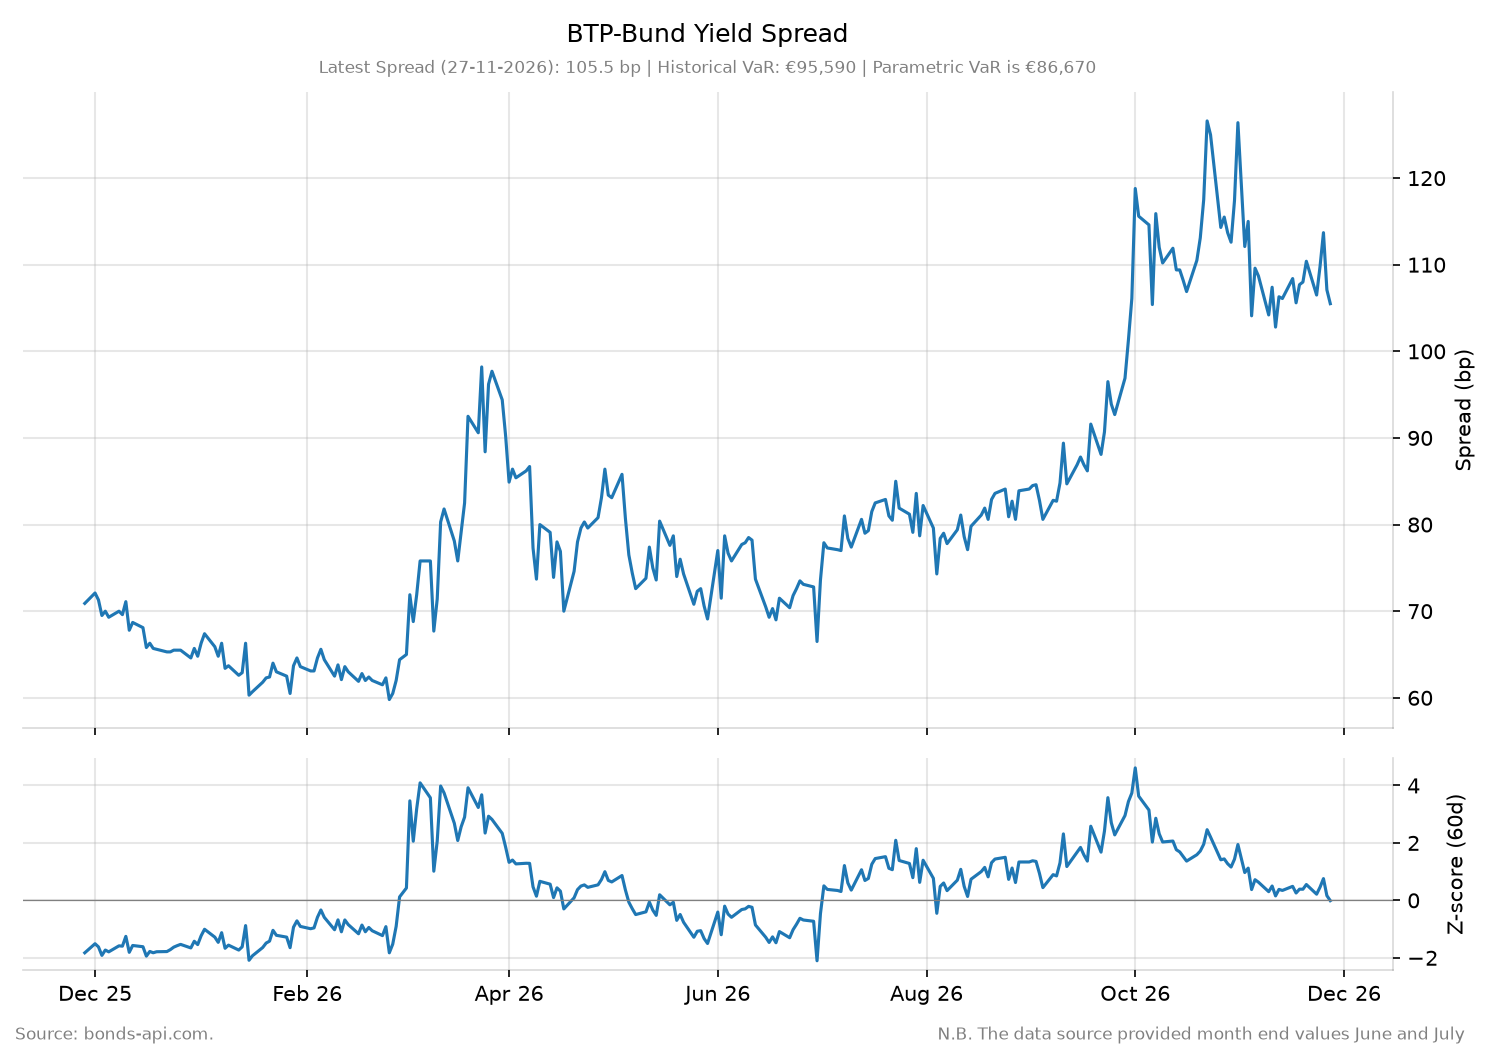 BTP-Bund Yield Spread
Latest Spread (27-11-2026): 105.5 bp | Historical VaR: €95,590 | Parametric VaR is €86,670
120
110
100
90
80
70
60
Spread (bp)
4
2
0
−2
Z-score (60d)
Dec 25
Feb 26
Apr 26
Jun 26
Aug 26
Oct 26
Dec 26
Source: bonds-api.com.
N.B. The data source provided month end values June and July